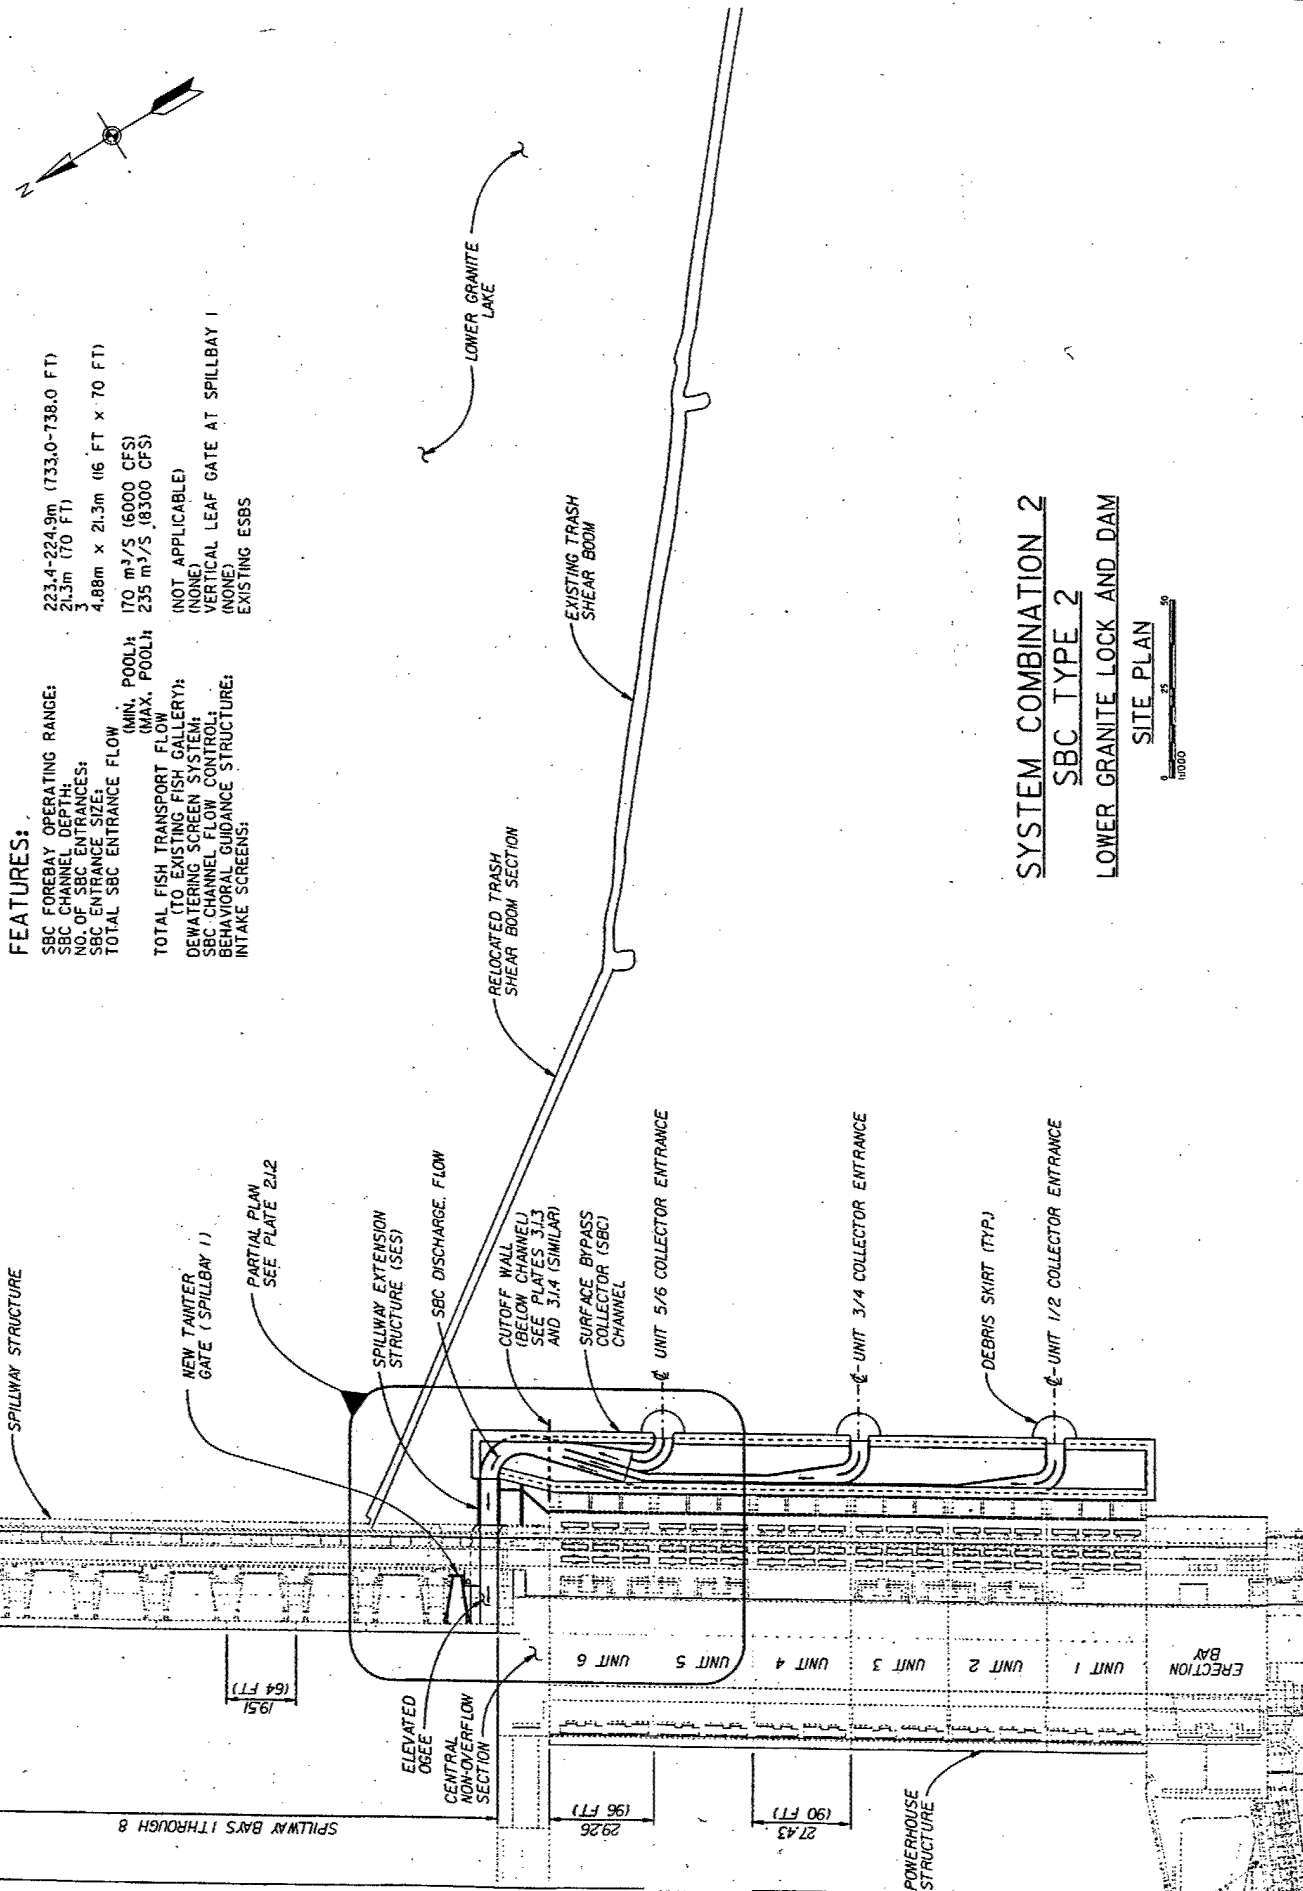 N
FEATURES:
SBC FOREBAY OPERATING RANGE: 223.4-224.9m (733.0-738.0 FT)
SBC CHANNEL DEPTH: 21.3m (70 FT)
NO. OF SBC ENTRANCES: 3
SBC ENTRANCE SIZE: 4.88m x 21.3m (16 FT x 70 FT)
TOTAL SBC ENTRANCE FLOW
(MIN. POOL): 170 m³/S (6000 CFS)
(MAX. POOL): 235 m³/S (8300 CFS)
TOTAL FISH TRANSPORT FLOW
(TO EXISTING FISH GALLERY): (NOT APPLICABLE)
DEWATERING SCREEN SYSTEM: (NONE)
SBC CHANNEL FLOW CONTROL: VERTICAL LEAF GATE AT SPILLBAY 1
BEHAVIORAL GUIDANCE STRUCTURE: (NONE)
INTAKE SCREENS: EXISTING ESBS
LOWER GRANITE
LAKE
EXISTING TRASH
SHEAR BOOM
RELOCATED TRASH
SHEAR BOOM SECTION
SPILLWAY STRUCTURE
NEW TAINTER
GATE (SPILLBAY 1)
PARTIAL PLAN
SEE PLATE 2.1.2
SPILLWAY EXTENSION
STRUCTURE (SES)
SBC DISCHARGE FLOW
CUTOFF WALL
(BELOW CHANNEL)
SEE PLATES 3.1.3
AND 3.1.4 (SIMILAR)
SURFACE BYPASS
COLLECTOR (SBC)
CHANNEL
℄ UNIT 5/6 COLLECTOR ENTRANCE
℄ UNIT 3/4 COLLECTOR ENTRANCE
DEBRIS SKIRT (TYP.)
℄ UNIT 1/2 COLLECTOR ENTRANCE
ELEVATED
OGEE
CENTRAL
NON-OVERFLOW
SECTION
POWERHOUSE
STRUCTURE
SPILLWAY BAYS 1 THROUGH 8
19.51
(64 FT)
29.26
(96 FT)
27.43
(90 FT)
UNIT 6
UNIT 5
UNIT 4
UNIT 3
UNIT 2
UNIT 1
ERECTION
BAY
SYSTEM COMBINATION 2
SBC TYPE 2
LOWER GRANITE LOCK AND DAM
SITE PLAN
0 25 50
1:1000